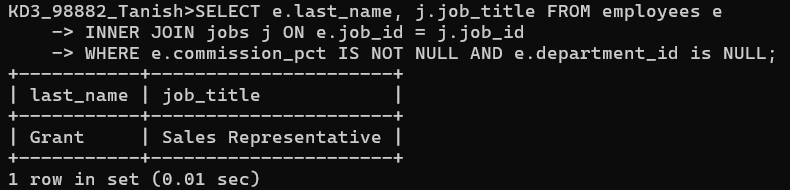 KD3_98882_Tanish>SELECT e.last_name, j.job_title FROM employees e
    -> INNER JOIN jobs j ON e.job_id = j.job_id
    -> WHERE e.commission_pct IS NOT NULL AND e.department_id is NULL;
+-----------+----------------------+
| last_name | job_title            |
+-----------+----------------------+
| Grant     | Sales Representative |
+-----------+----------------------+
1 row in set (0.01 sec)